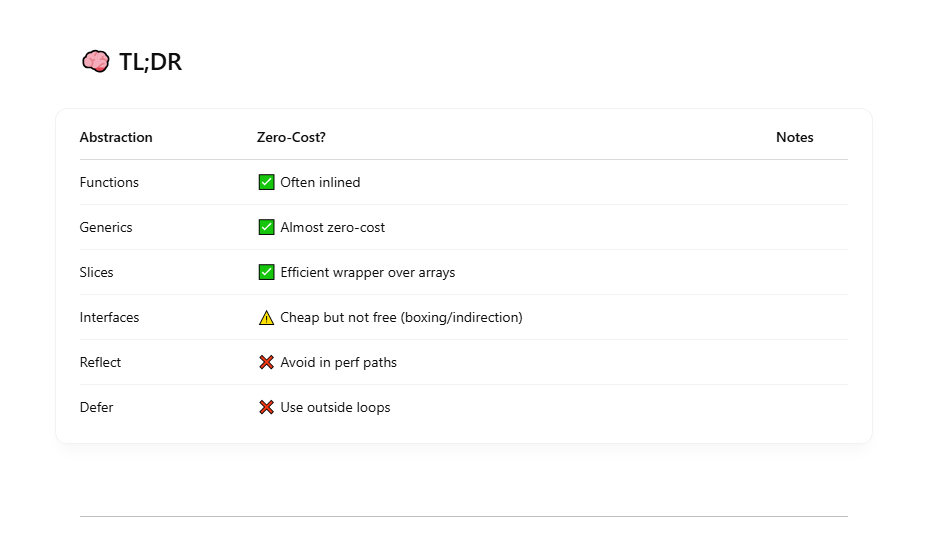 🧠 TL;DR
Abstraction Zero-Cost? Notes
Functions ✅ Often inlined
Generics ✅ Almost zero-cost
Slices ✅ Efficient wrapper over arrays
Interfaces ⚠️ Cheap but not free (boxing/indirection)
Reflect ❌ Avoid in perf paths
Defer ❌ Use outside loops